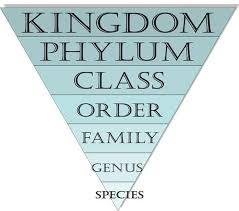 KINGDOM
PHYLUM
CLASS
ORDER
FAMILY
GENUS
SPECIES